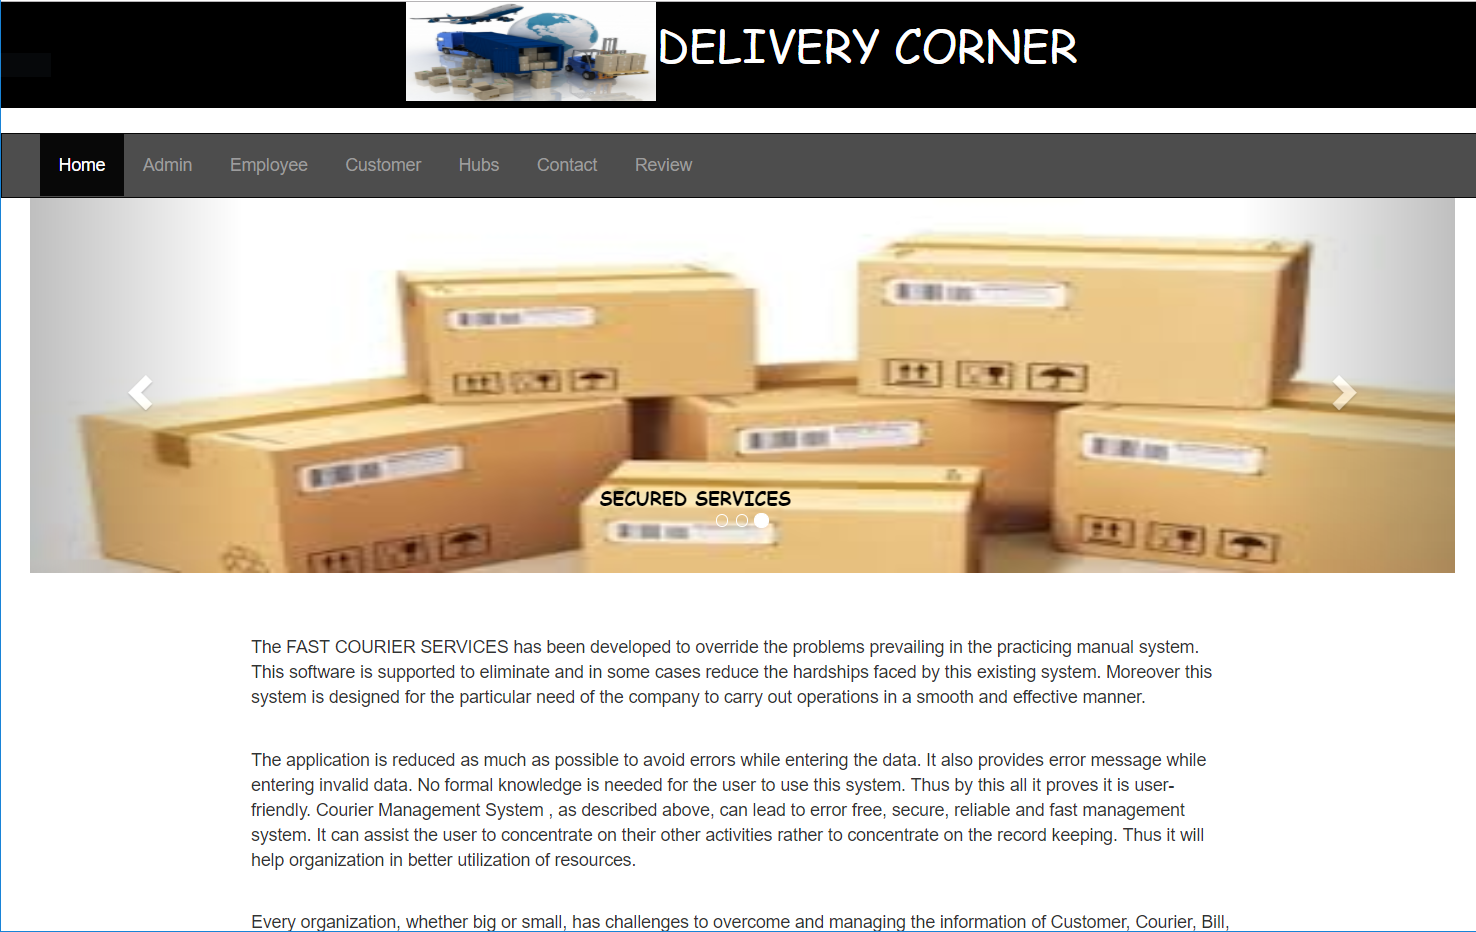 DELIVERY CORNER
Home Admin Employee Customer Hubs Contact Review
SECURED SERVICES
The FAST COURIER SERVICES has been developed to override the problems prevailing in the practicing manual system.
This software is supported to eliminate and in some cases reduce the hardships faced by this existing system. Moreover this
system is designed for the particular need of the company to carry out operations in a smooth and effective manner.
The application is reduced as much as possible to avoid errors while entering the data. It also provides error message while
entering invalid data. No formal knowledge is needed for the user to use this system. Thus by this all it proves it is user-
friendly. Courier Management System , as described above, can lead to error free, secure, reliable and fast management
system. It can assist the user to concentrate on their other activities rather to concentrate on the record keeping. Thus it will
help organization in better utilization of resources.
Every organization, whether big or small, has challenges to overcome and managing the information of Customer, Courier, Bill,